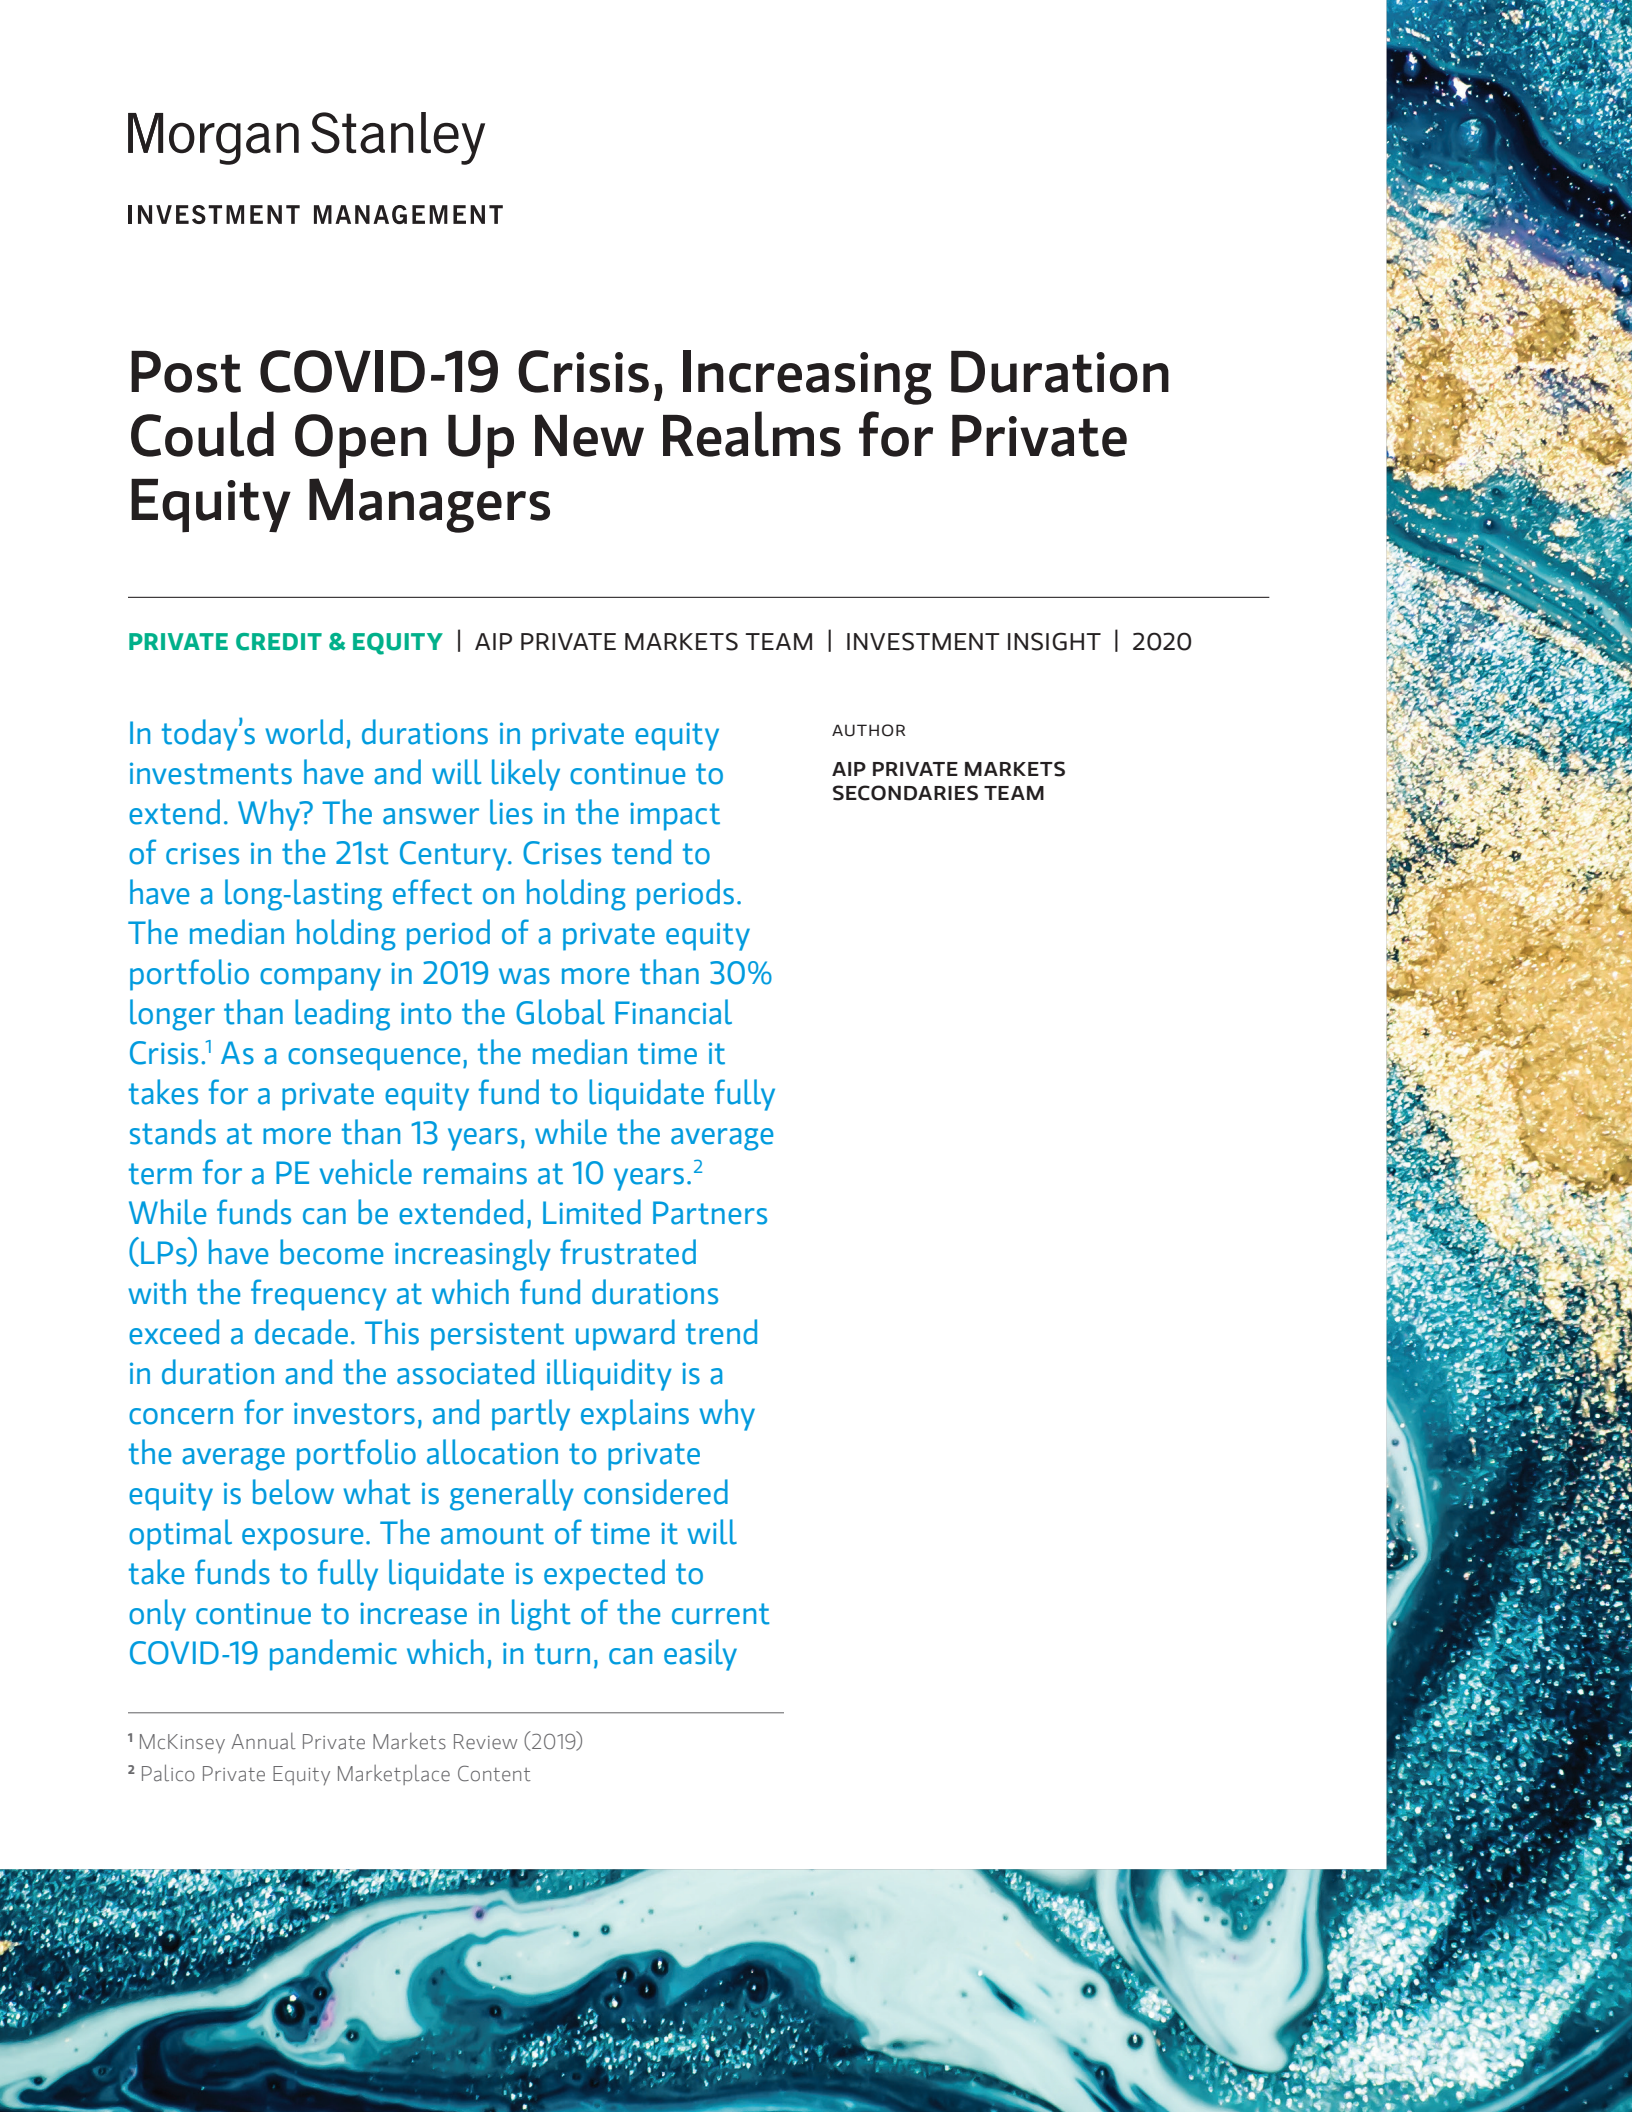 Morgan Stanley
INVESTMENT MANAGEMENT
Post COVID-19 Crisis, Increasing Duration
Could Open Up New Realms for Private
Equity Managers
PRIVATE CREDIT & EQUITY | AIP PRIVATE MARKETS TEAM | INVESTMENT INSIGHT | 2020
In today’s world, durations in private equity
investments have and will likely continue to
extend. Why? The answer lies in the impact
of crises in the 21st Century. Crises tend to
have a long-lasting effect on holding periods.
The median holding period of a private equity
portfolio company in 2019 was more than 30%
longer than leading into the Global Financial
Crisis.¹ As a consequence, the median time it
takes for a private equity fund to liquidate fully
stands at more than 13 years, while the average
term for a PE vehicle remains at 10 years.²
While funds can be extended, Limited Partners
(LPs) have become increasingly frustrated
with the frequency at which fund durations
exceed a decade. This persistent upward trend
in duration and the associated illiquidity is a
concern for investors, and partly explains why
the average portfolio allocation to private
equity is below what is generally considered
optimal exposure. The amount of time it will
take funds to fully liquidate is expected to
only continue to increase in light of the current
COVID-19 pandemic which, in turn, can easily
AUTHOR
AIP PRIVATE MARKETS
SECONDARIES TEAM
¹ McKinsey Annual Private Markets Review (2019)
² Palico Private Equity Marketplace Content